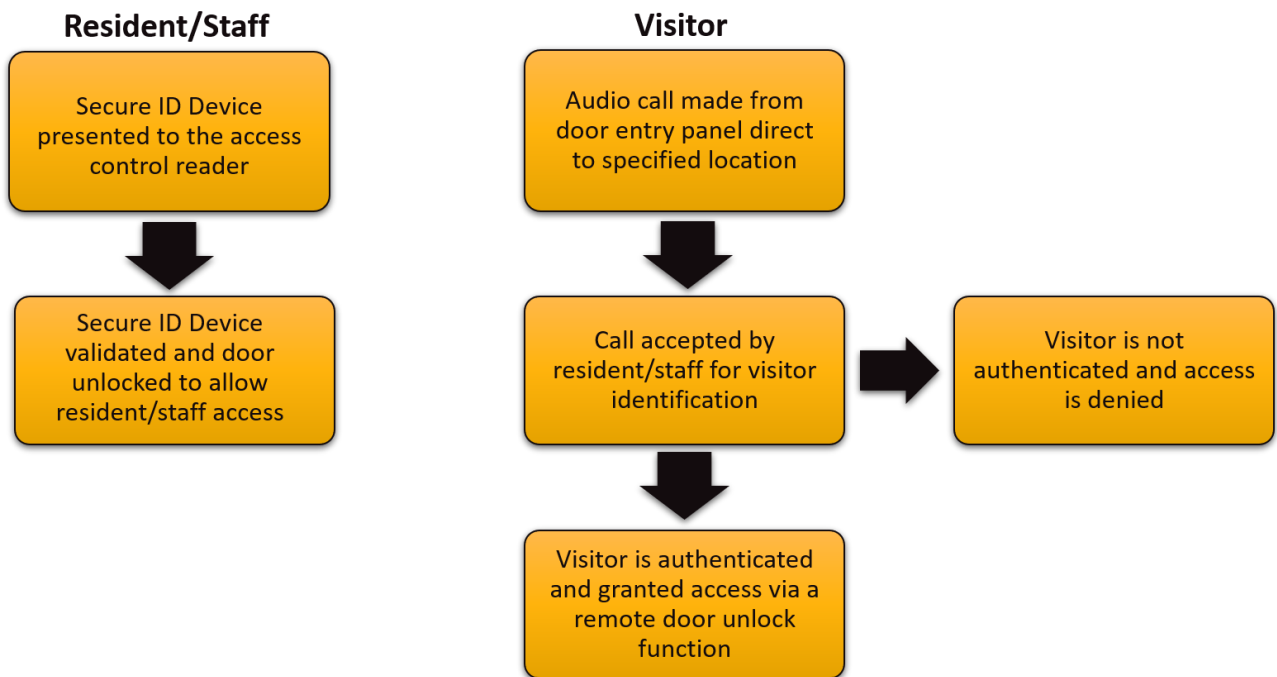 Resident/Staff
Secure ID Device
presented to the access
control reader
Secure ID Device
validated and door
unlocked to allow
resident/staff access
Visitor
Audio call made from
door entry panel direct
to specified location
Call accepted by
resident/staff for visitor
identification
Visitor is not
authenticated and access
is denied
Visitor is authenticated
and granted access via a
remote door unlock
function